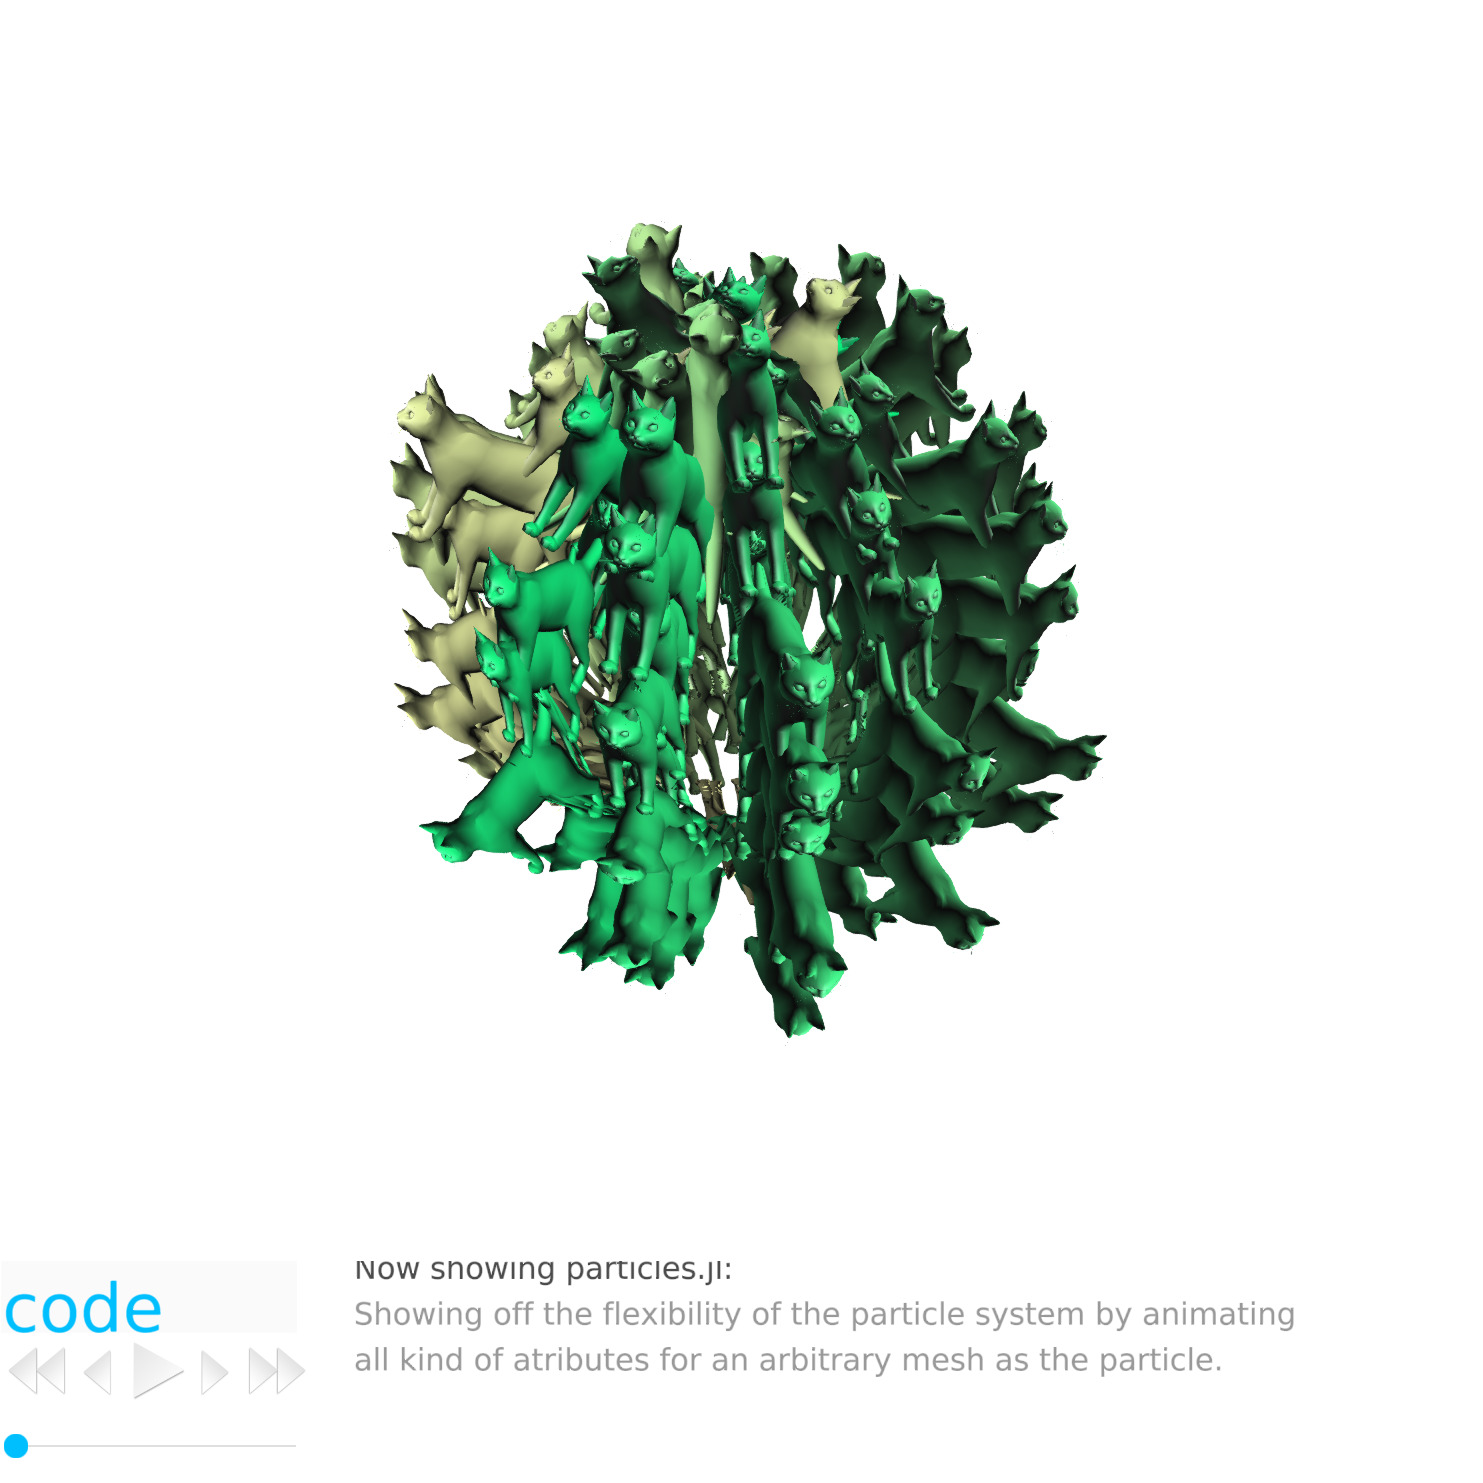 Now showing particles.jl:
code
Showing off the flexibility of the particle system by animating
all kind of atributes for an arbitrary mesh as the particle.